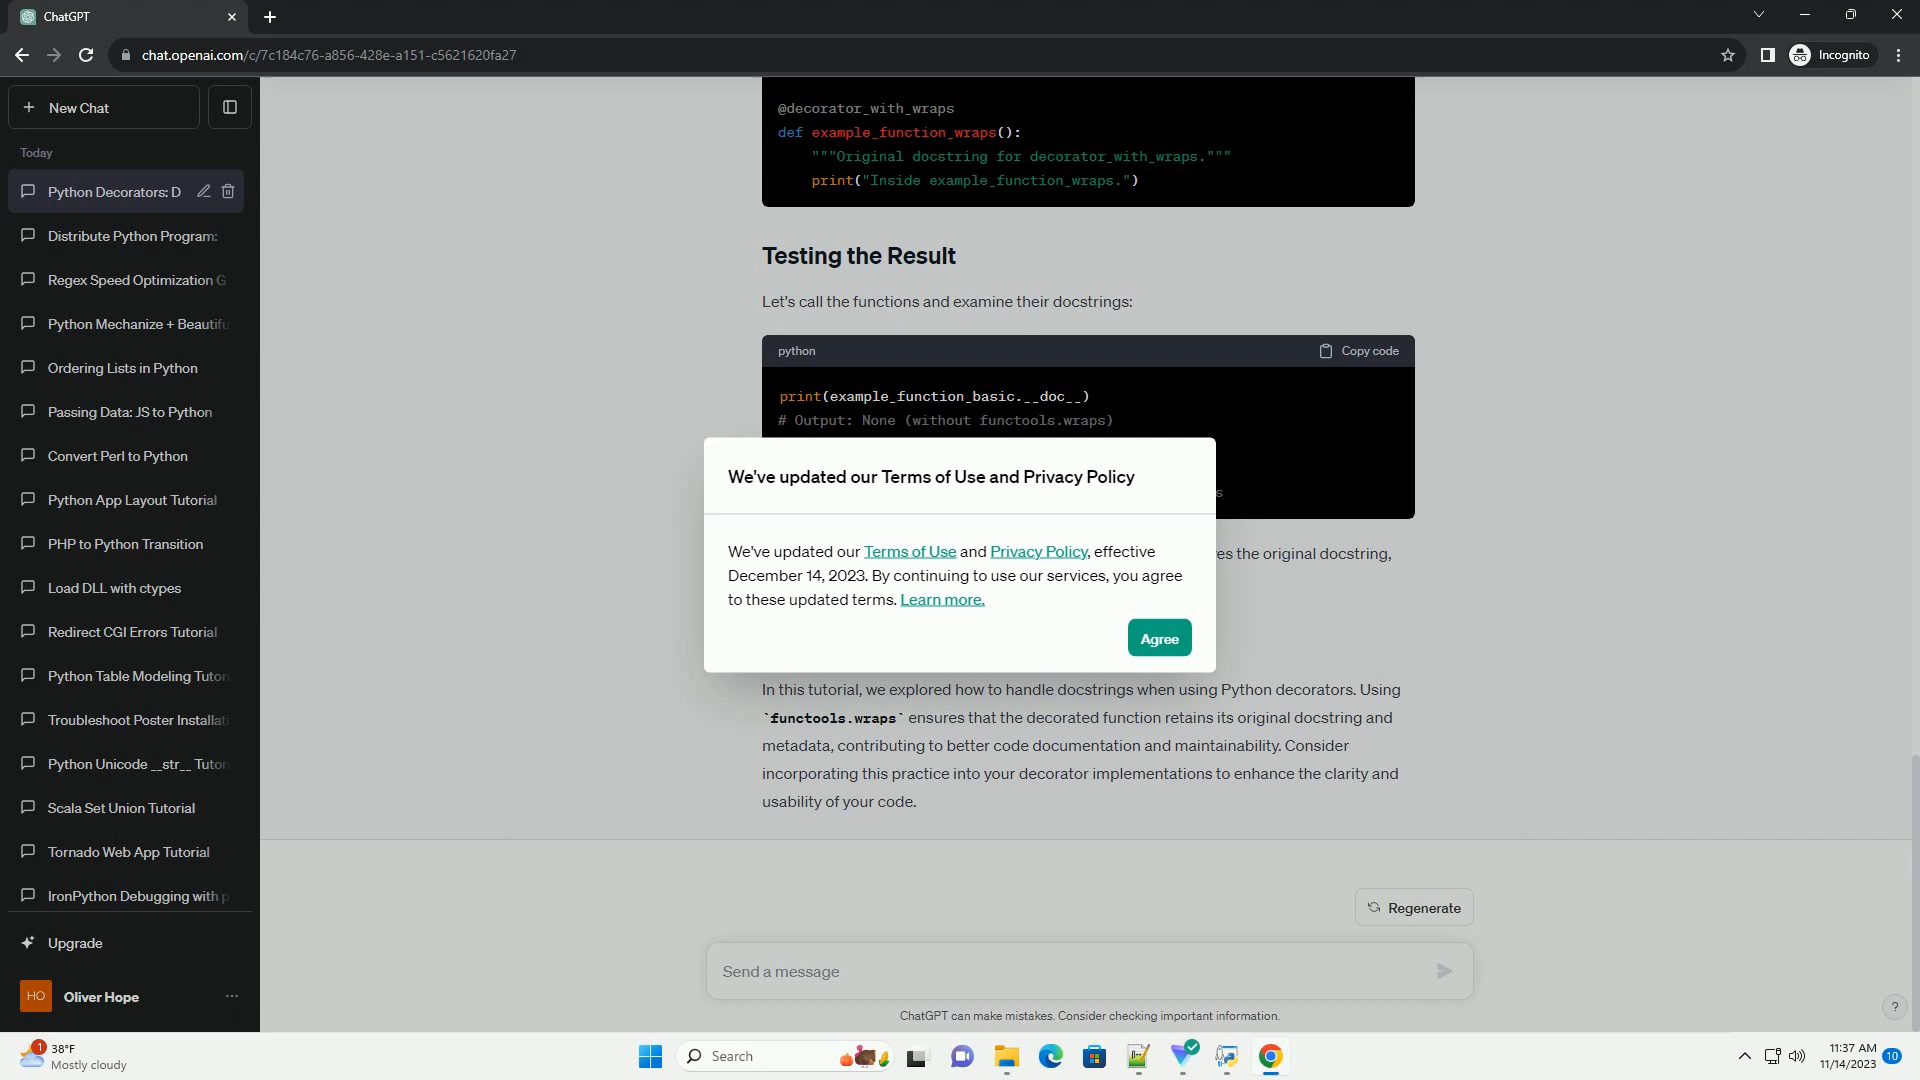 ChatGPT
chat.openai.com/c/7c184c76-a856-428e-a151-c5621620fa27
Incognito
New Chat
Today
Python Decorators: D
Distribute Python Program:
Regex Speed Optimization G
Python Mechanize + Beautifu
Ordering Lists in Python
Passing Data: JS to Python
Convert Perl to Python
Python App Layout Tutorial
PHP to Python Transition
Load DLL with ctypes
Redirect CGI Errors Tutorial
Python Table Modeling Tutor
Troubleshoot Poster Installati
Python Unicode __str__ Tutor
Scala Set Union Tutorial
Tornado Web App Tutorial
IronPython Debugging with p
Upgrade
HO
Oliver Hope
@decorator_with_wraps
def example_function_wraps():
"""Original docstring for decorator_with_wraps."""
print("Inside example_function_wraps.")
Testing the Result
Let's call the functions and examine their docstrings:
python
Copy code
print(example_function_basic.__doc__)
# Output: None (without functools.wraps)
s
es the original docstring,
We've updated our Terms of Use and Privacy Policy
We've updated our Terms of Use and Privacy Policy, effective
December 14, 2023. By continuing to use our services, you agree
to these updated terms. Learn more.
Agree
In this tutorial, we explored how to handle docstrings when using Python decorators. Using
`functools.wraps` ensures that the decorated function retains its original docstring and
metadata, contributing to better code documentation and maintainability. Consider
incorporating this practice into your decorator implementations to enhance the clarity and
usability of your code.
Regenerate
Send a message
ChatGPT can make mistakes. Consider checking important information.
?
1
38°F
Mostly cloudy
Search
11:37 AM
11/14/2023
10